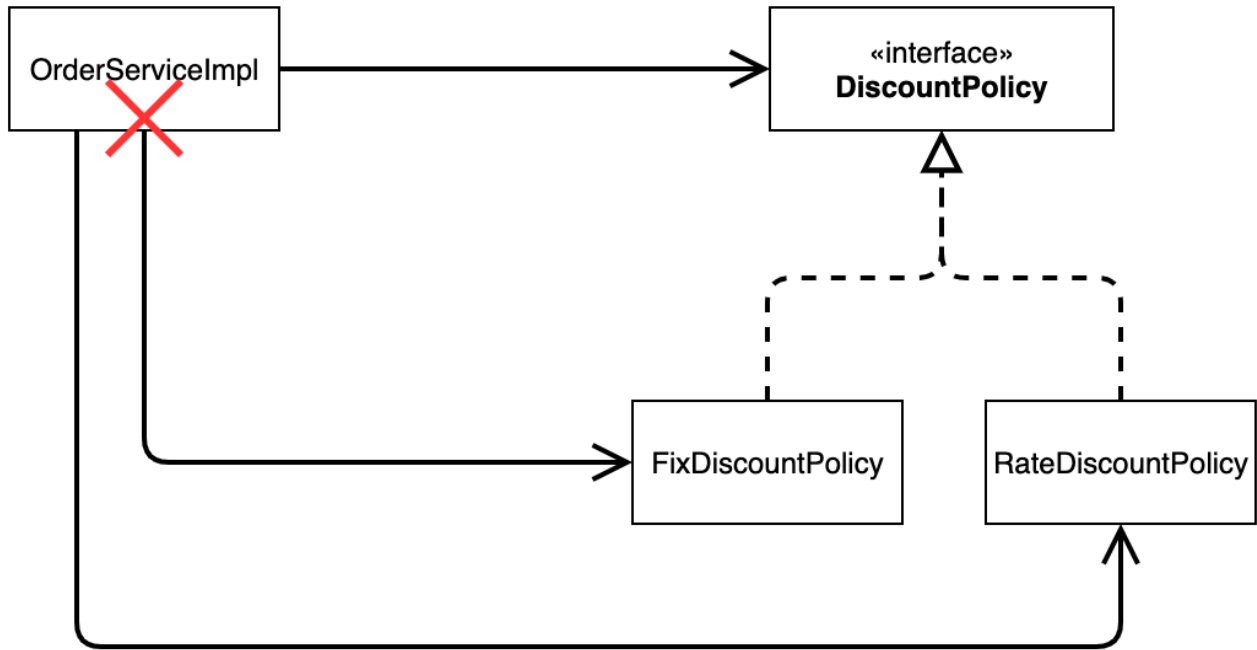 OrderServiceImpl
«interface»
DiscountPolicy
FixDiscountPolicy
RateDiscountPolicy